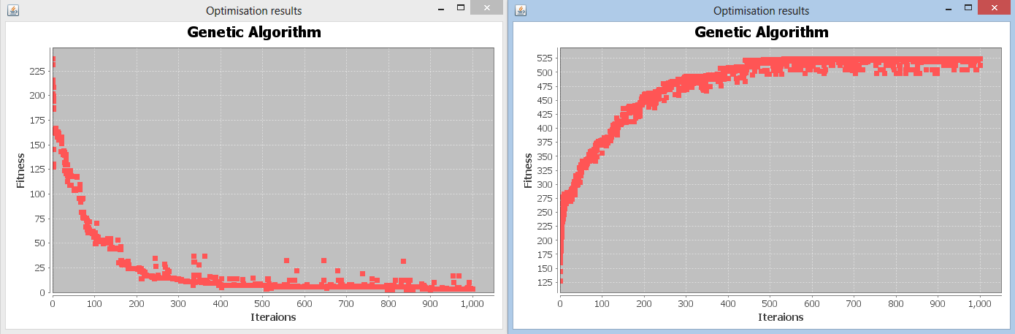 Optimisation results
Genetic Algorithm
Fitness
225
200
175
150
125
100
75
50
25
0
0 100 200 300 400 500 600 700 800 900 1,000
Iteraions
Optimisation results
Genetic Algorithm
Fitness
525
500
475
450
425
400
375
350
325
300
275
250
225
200
175
150
125
0 100 200 300 400 500 600 700 800 900 1,000
Iteraions